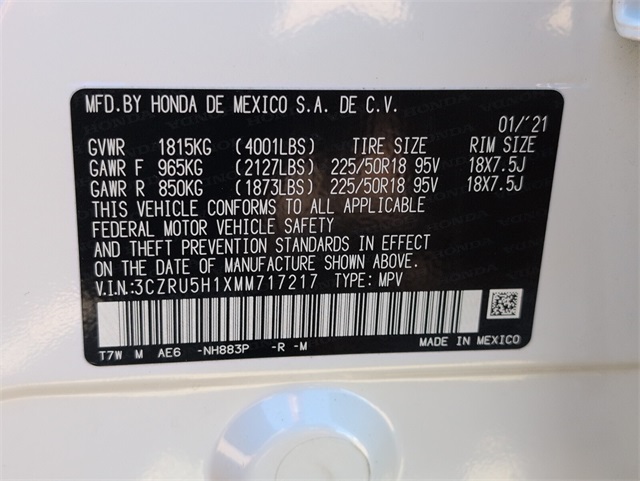 MFD.BY HONDA DE MEXICO S.A. DE C.V.
01/'21
GVWR 1815KG (4001LBS) TIRE SIZE RIM SIZE
GAWR F 965KG (2127LBS) 225/50R18 95V 18X7.5J
GAWR R 850KG (1873LBS) 225/50R18 95V 18X7.5J
THIS VEHICLE CONFORMS TO ALL APPLICABLE
FEDERAL MOTOR VEHICLE SAFETY
AND THEFT PREVENTION STANDARDS IN EFFECT
ON THE DATE OF MANUFACTURE SHOWN ABOVE.
V.I.N:3CZRU5H1XMM717217 TYPE: MPV
T7W M AE6 -NH883P -R -M MADE IN MEXICO